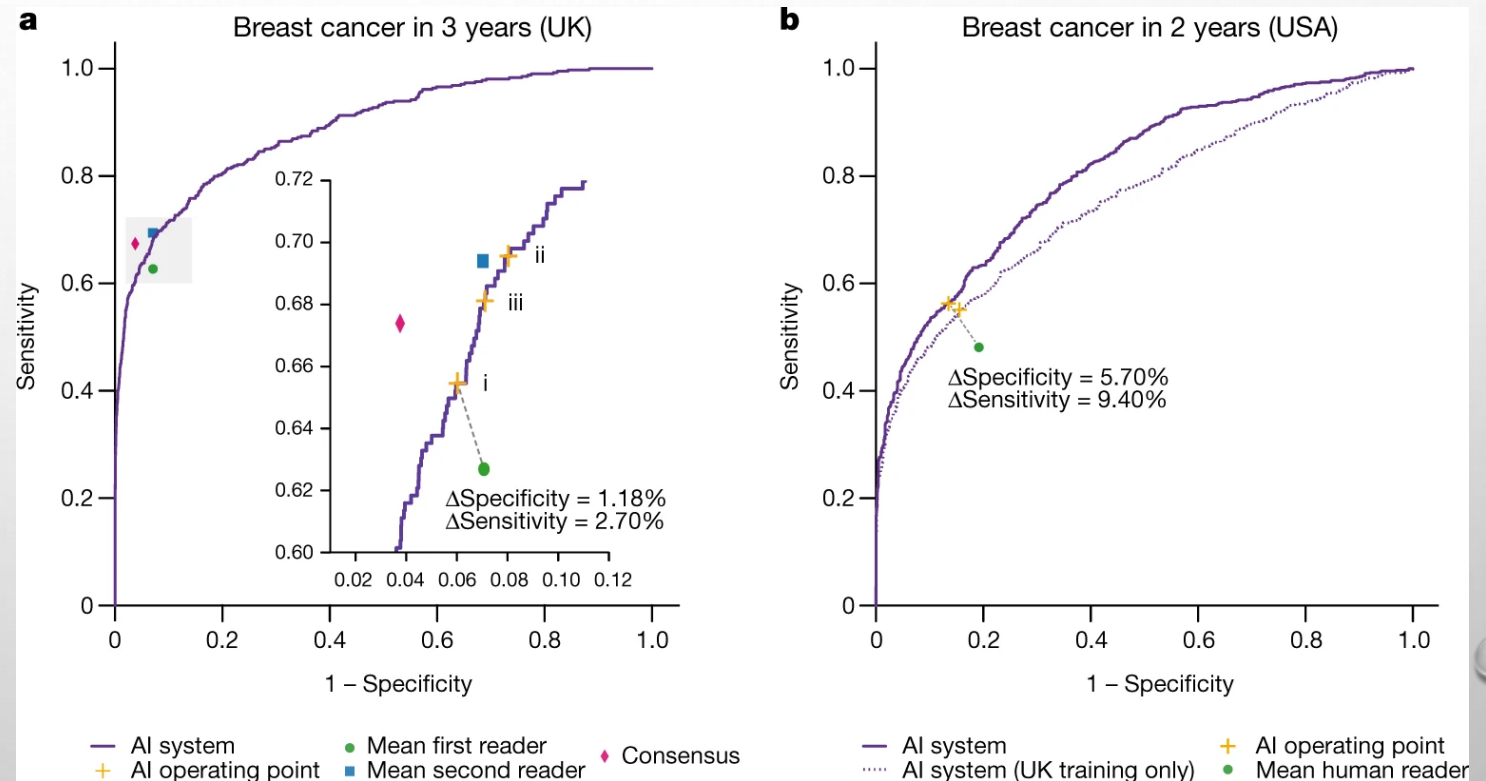 a
Breast cancer in 3 years (UK)
1.0
0.8
0.6
0.4
0.2
0
Sensitivity
0 0.2 0.4 0.6 0.8 1.0
1 – Specificity
0.72
0.70
0.68
0.66
0.64
0.62
0.60
0.02 0.04 0.06 0.08 0.10 0.12
ii
iii
i
ΔSpecificity = 1.18%
ΔSensitivity = 2.70%
AI system
AI operating point
Mean first reader
Mean second reader
Consensus
b
Breast cancer in 2 years (USA)
1.0
0.8
0.6
0.4
0.2
0
Sensitivity
0 0.2 0.4 0.6 0.8 1.0
1 – Specificity
ΔSpecificity = 5.70%
ΔSensitivity = 9.40%
AI system
AI system (UK training only)
AI operating point
Mean human reader